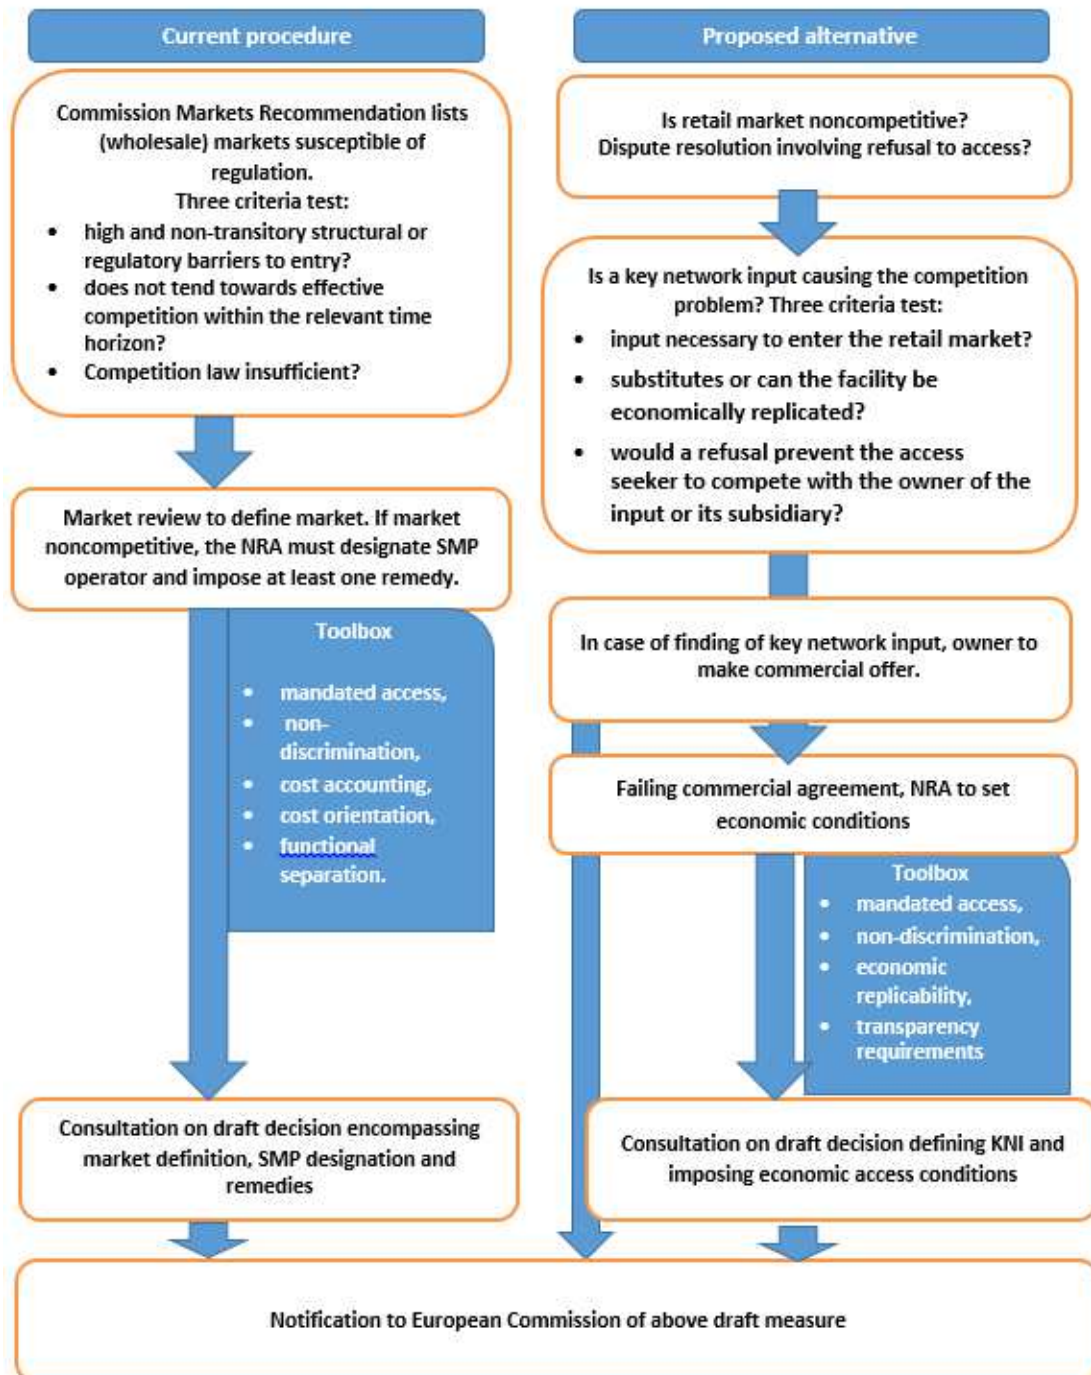 Current procedure
Commission Markets Recommendation lists
(wholesale) markets susceptible of
regulation.
Three criteria test:
• high and non-transitory structural or
regulatory barriers to entry?
• does not tend towards effective
competition within the relevant time
horizon?
• Competition law insufficient?
Market review to define market. If market
noncompetitive, the NRA must designate SMP
operator and impose at least one remedy.
Toolbox
• mandated access,
• non-
discrimination,
• cost accounting,
• cost orientation,
• functional
separation.
Consultation on draft decision encompassing
market definition, SMP designation and
remedies
Proposed alternative
Is retail market noncompetitive?
Dispute resolution involving refusal to access?
Is a key network input causing the competition
problem? Three criteria test:
• input necessary to enter the retail market?
• substitutes or can the facility be
economically replicated?
• would a refusal prevent the access
seeker to compete with the owner of the
input or its subsidiary?
In case of finding of key network input, owner to
make commercial offer.
Failing commercial agreement, NRA to set
economic conditions
Toolbox
• mandated access,
• non-discrimination,
• economic
replicability,
• transparency
requirements
Consultation on draft decision defining KNI and
imposing economic access conditions
Notification to European Commission of above draft measure